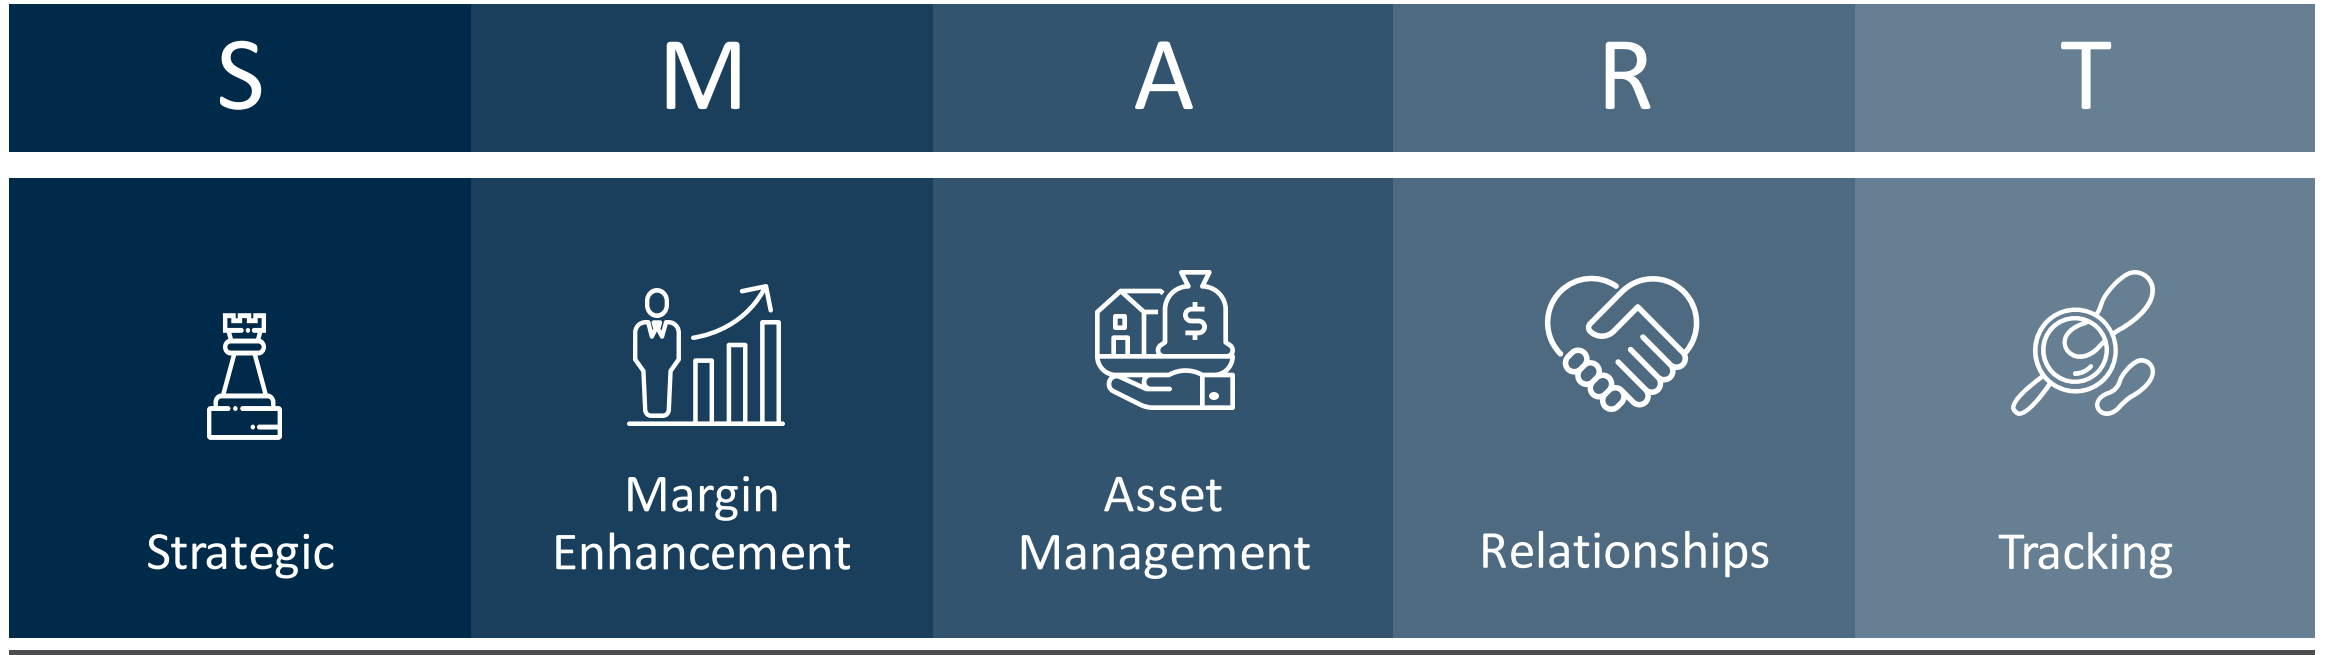 S M A R T
$
Strategic
Margin
Enhancement
Asset
Management
Relationships
Tracking